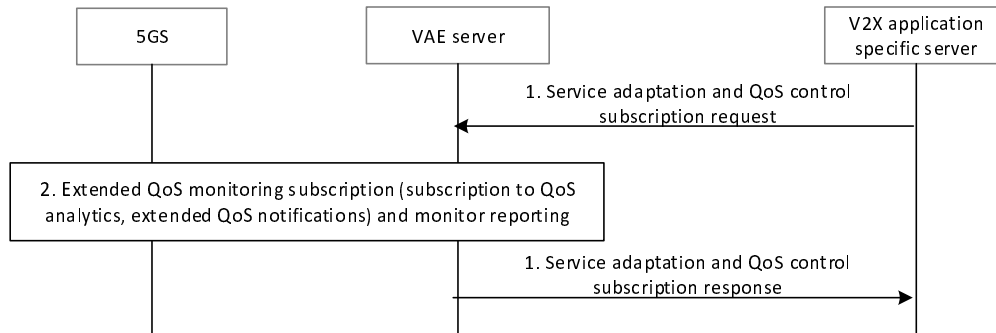 5GS
VAE server
V2X application
specific server
1. Service adaptation and QoS control
subscription request
2. Extended QoS monitoring subscription (subscription to QoS
analytics, extended QoS notifications) and monitor reporting
1. Service adaptation and QoS control
subscription response